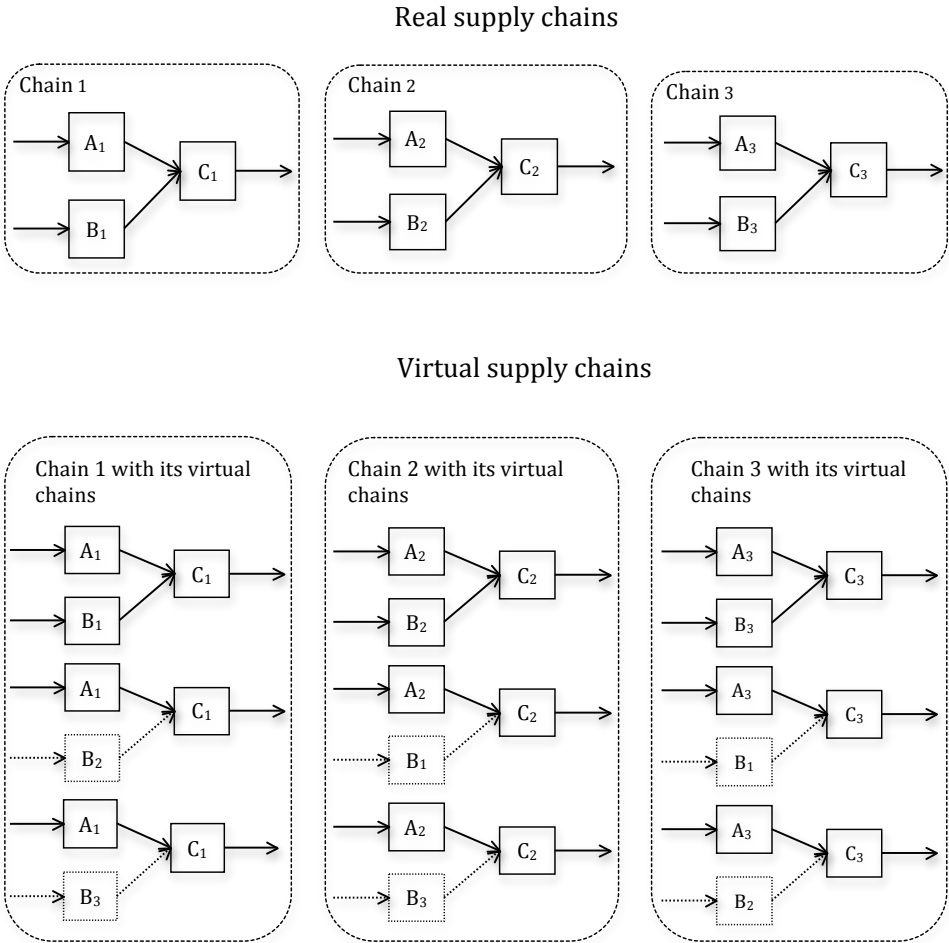 Real supply chains
Chain 1
Chain 2
Chain 3
A₁
C₁
B₁
A₂
C₂
B₂
A₃
C₃
B₃
Virtual supply chains
Chain 1 with its virtual
chains
A₁
C₁
B₁
A₁
C₁
B₂
A₁
C₁
B₃
Chain 2 with its virtual
chains
A₂
C₂
B₂
A₂
C₂
B₁
A₂
C₂
B₃
Chain 3 with its virtual
chains
A₃
C₃
B₃
A₃
C₃
B₁
A₃
C₃
B₂